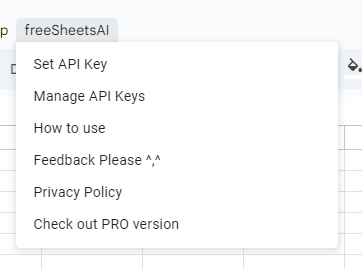 p freeSheetsAI
D
Set API Key
Manage API Keys
How to use
Feedback Please ^,^
Privacy Policy
Check out PRO version